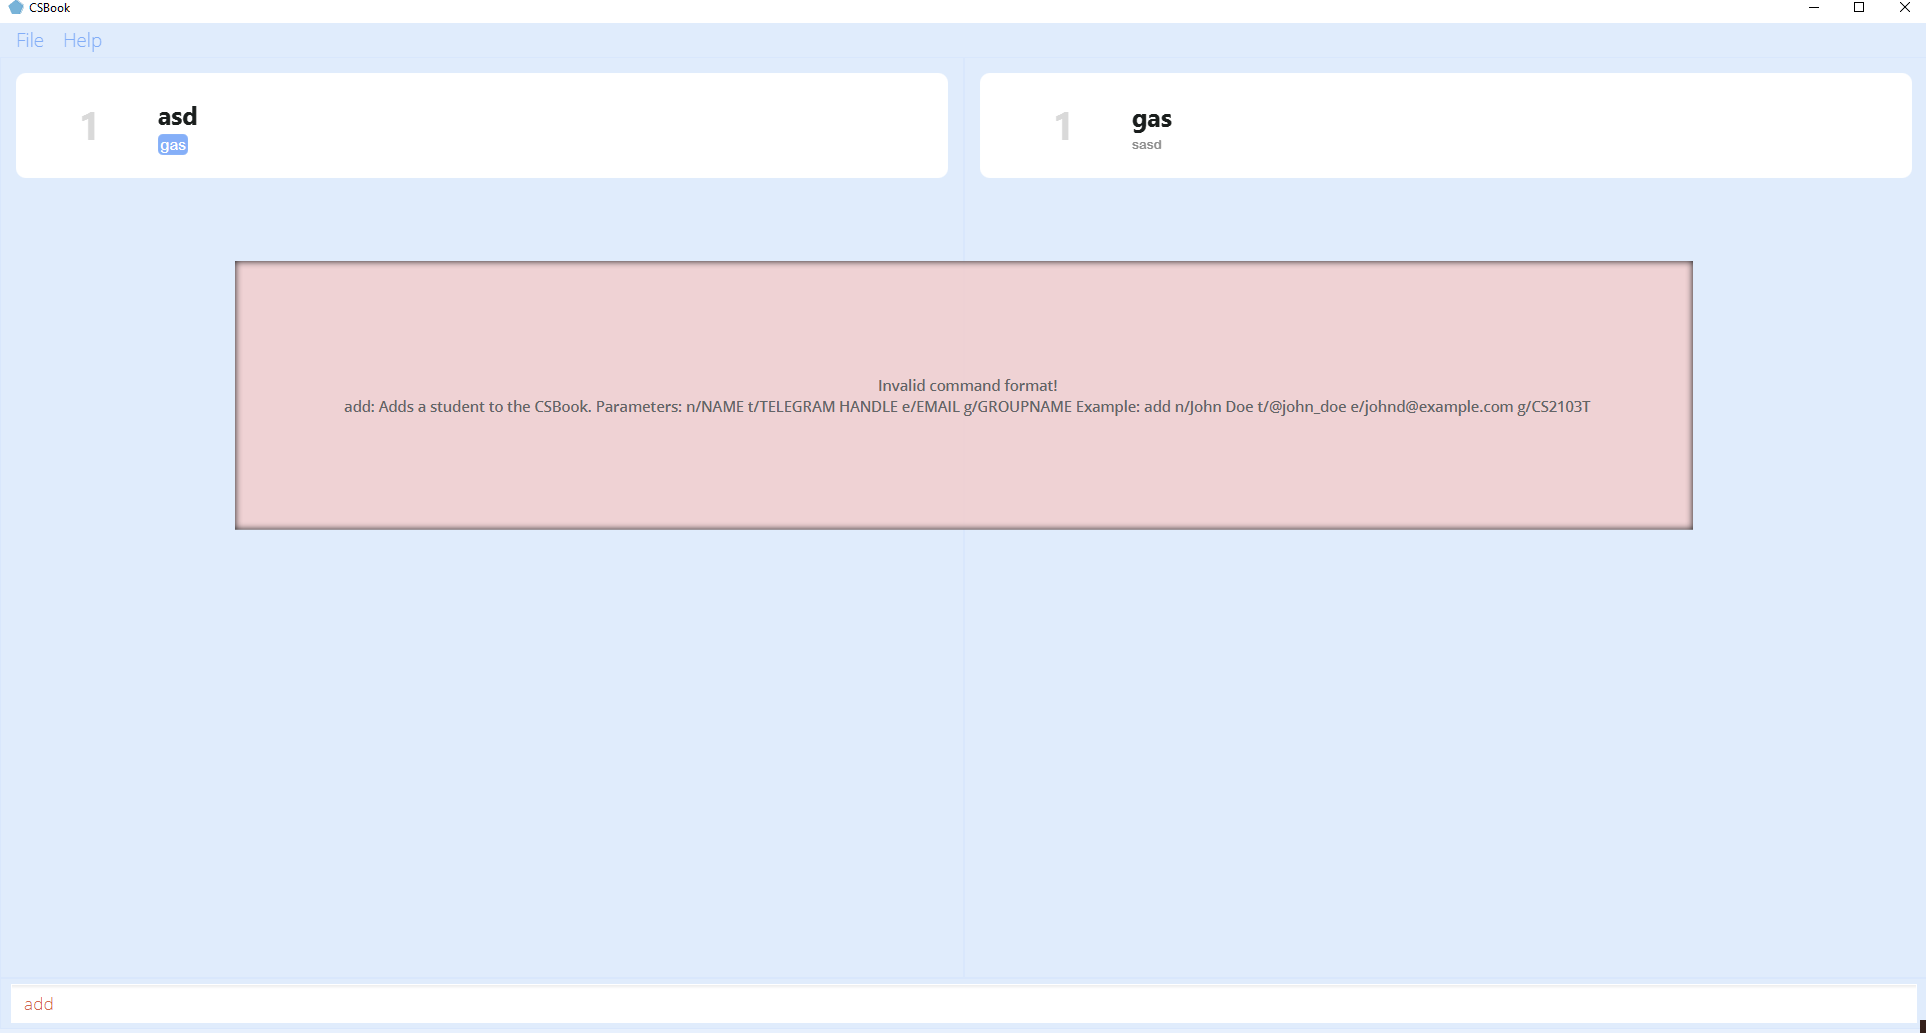 CSBook
File Help
1 asd
gas
1 gas
sasd
Invalid command format!
add: Adds a student to the CSBook. Parameters: n/NAME t/TELEGRAM HANDLE e/EMAIL g/GROUPNAME Example: add n/John Doe t/@john_doe e/johnd@example.com g/CS2103T
add